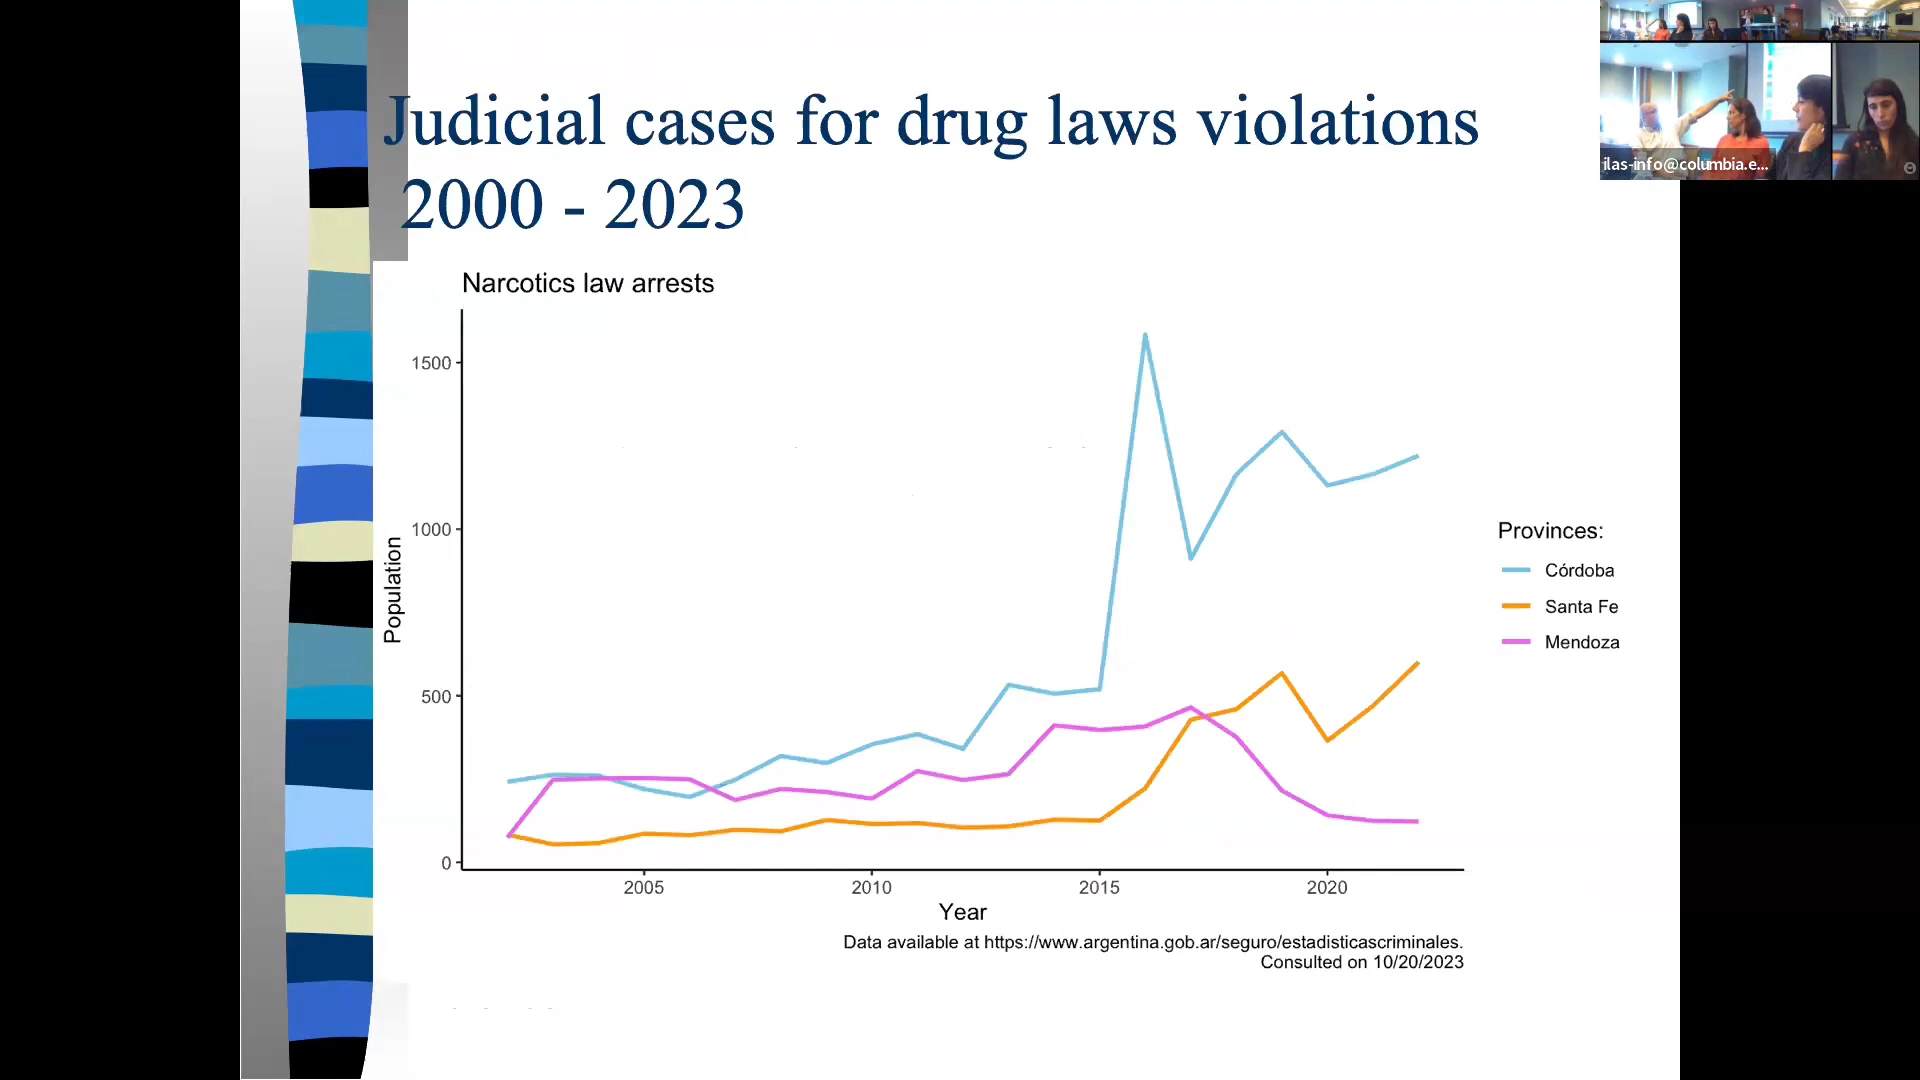 Judicial cases for drug laws violations
2000 - 2023
ilas-info@columbia.e...
Narcotics law arrests
1500
1000
500
0
Population
2005
2010
2015
2020
Year
Provinces:
Córdoba
Santa Fe
Mendoza
Data available at https://www.argentina.gob.ar/seguro/estadisticascriminales.
Consulted on 10/20/2023